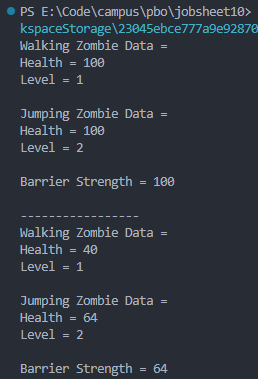 PS E:\Code\campus\pbo\jobsheet10>
kspaceStorage\23045ebce777a9e92870
Walking Zombie Data =
Health = 100
Level = 1
Jumping Zombie Data =
Health = 100
Level = 2
Barrier Strength = 100
-----------------
Walking Zombie Data =
Health = 40
Level = 1
Jumping Zombie Data =
Health = 64
Level = 2
Barrier Strength = 64